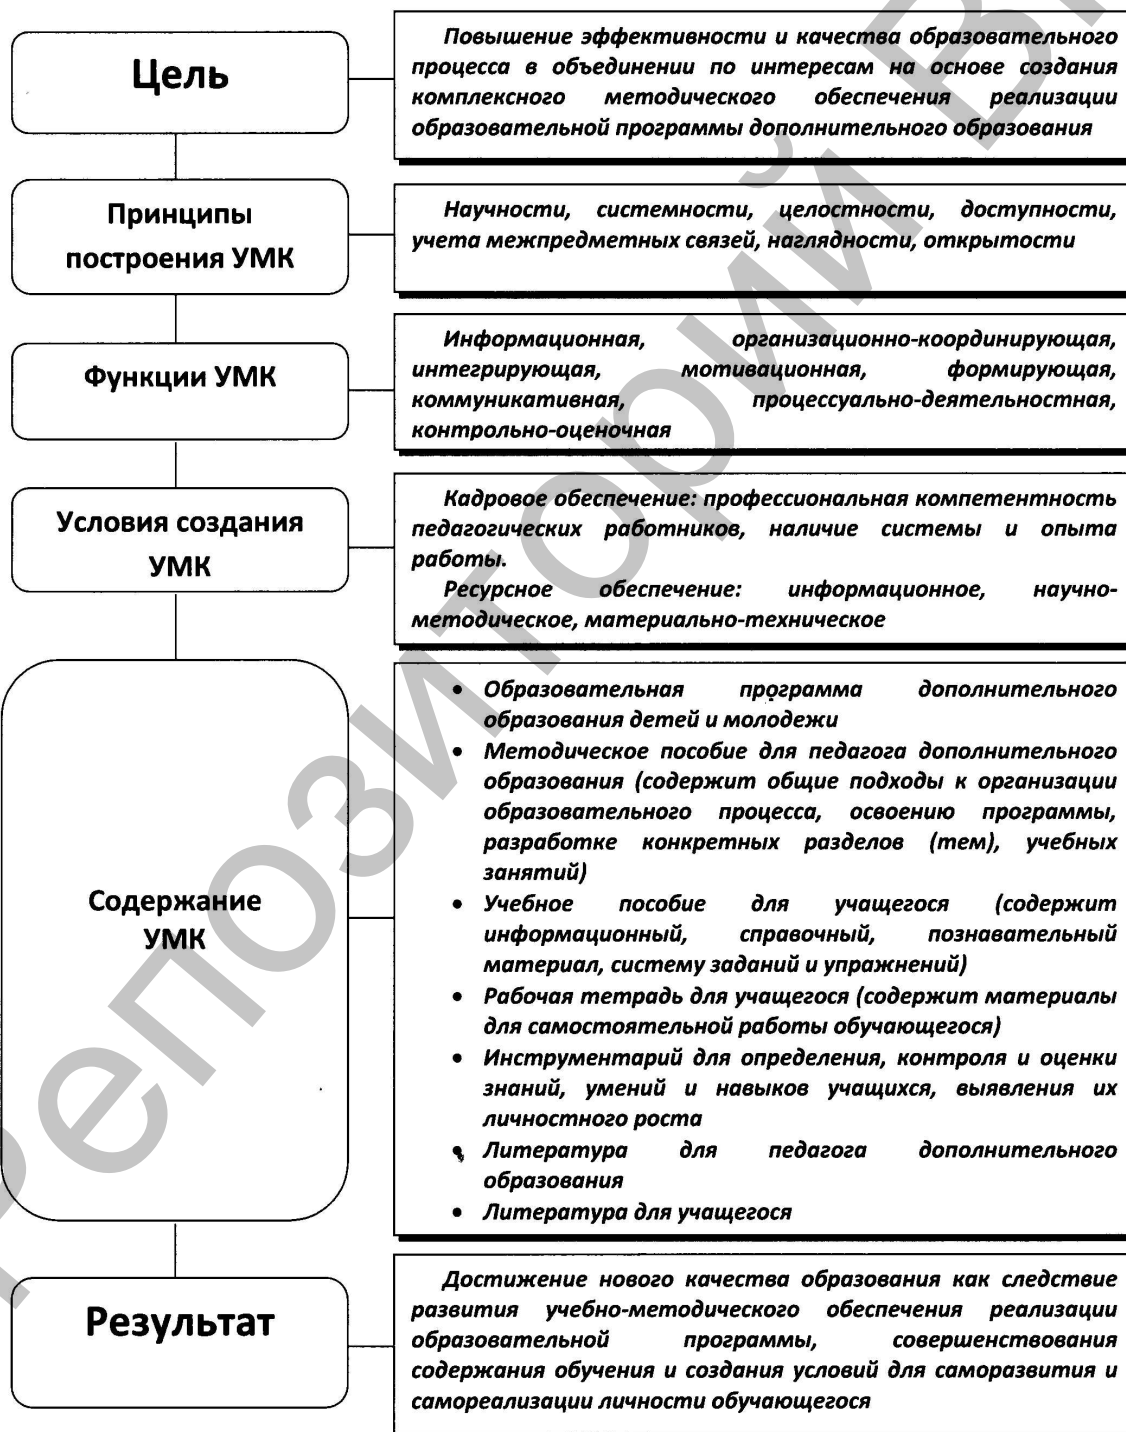 Цель
Повышение эффективности и качества образовательного
процесса в объединении по интересам на основе создания
комплексного методического обеспечения реализации
образовательной программы дополнительного образования
Принципы
построения УМК
Научности, системности, целостности, доступности,
учета межпредметных связей, наглядности, открытости
Функции УМК
Информационная, организационно-координирующая,
интегрирующая, мотивационная, формирующая,
коммуникативная, процессуально-деятельностная,
контрольно-оценочная
Условия создания
УМК
Кадровое обеспечение: профессиональная компетентность
педагогических работников, наличие системы и опыта
работы.
Ресурсное обеспечение: информационное, научно-
методическое, материально-техническое
Содержание
УМК
• Образовательная программа дополнительного
образования детей и молодежи
• Методическое пособие для педагога дополнительного
образования (содержит общие подходы к организации
образовательного процесса, освоению программы,
разработке конкретных разделов (тем), учебных
занятий)
• Учебное пособие для учащегося (содержит
информационный, справочный, познавательный
материал, систему заданий и упражнений)
• Рабочая тетрадь для учащегося (содержит материалы
для самостоятельной работы обучающегося)
• Инструментарий для определения, контроля и оценки
знаний, умений и навыков учащихся, выявления их
личностного роста
• Литература для педагога дополнительного
образования
• Литература для учащегося
Результат
Достижение нового качества образования как следствие
развития учебно-методического обеспечения реализации
образовательной программы, совершенствования
содержания обучения и создания условий для саморазвития и
самореализации личности обучающегося
Репозиторий